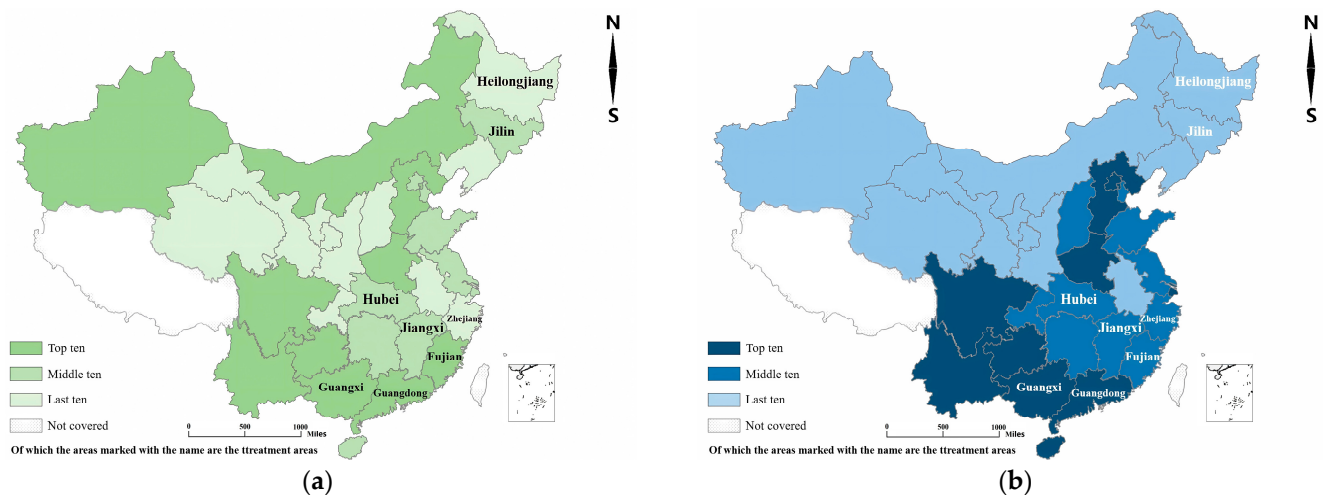 N
S
Heilongjiang
Jilin
Hubei
Zhejiang
Jiangxi
Fujian
Guangxi
Guangdong
Top ten
Middle ten
Last ten
Not covered
0 500 1000
Miles
Of which the areas marked with the name are the ttreatment areas
(a)
N
S
Heilongjiang
Jilin
Hubei
Zhejiang
Jiangxi
Fujian
Guangxi
Guangdong
Top ten
Middle ten
Last ten
Not covered
0 500 1000
Miles
Of which the areas marked with the name are the ttreatment areas
(b)